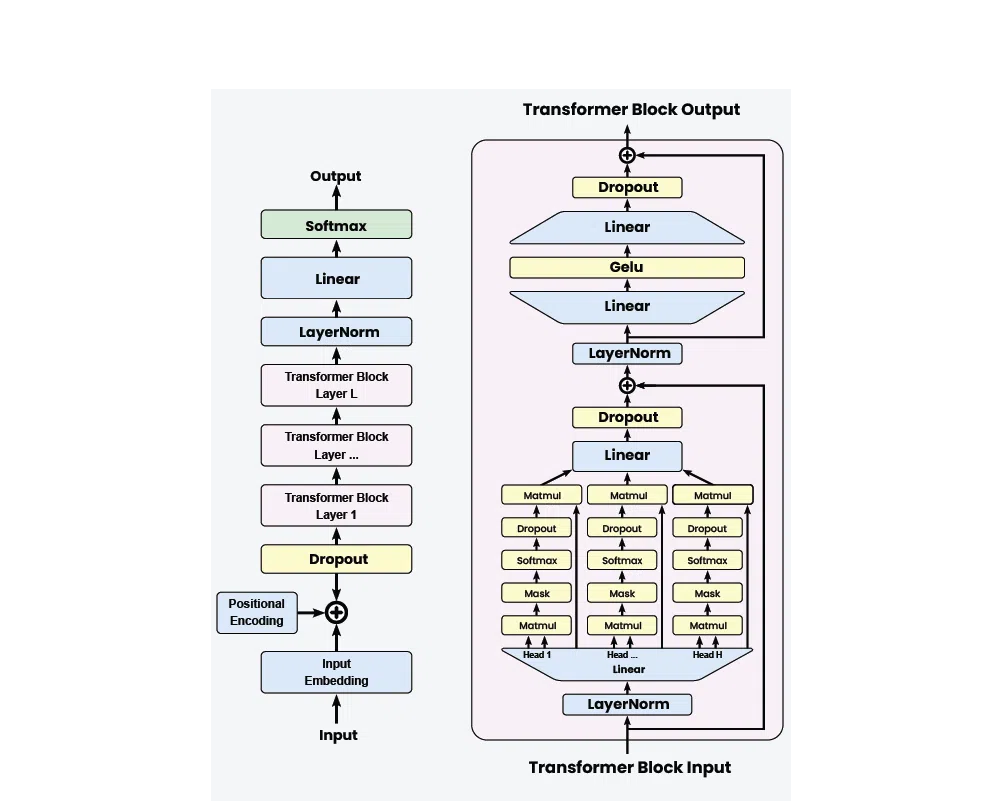 Output
Softmax
Linear
LayerNorm
Transformer Block
Layer L
Transformer Block
Layer ...
Transformer Block
Layer 1
Dropout
Positional
Encoding
Input
Embedding
Input
Transformer Block Output
Dropout
Linear
Gelu
Linear
LayerNorm
Dropout
Linear
Matmul Matmul Matmul
Dropout Dropout Dropout
Softmax Softmax Softmax
Mask Mask Mask
Matmul Matmul Matmul
Head 1 Head ... Head H
Linear
LayerNorm
Transformer Block Input